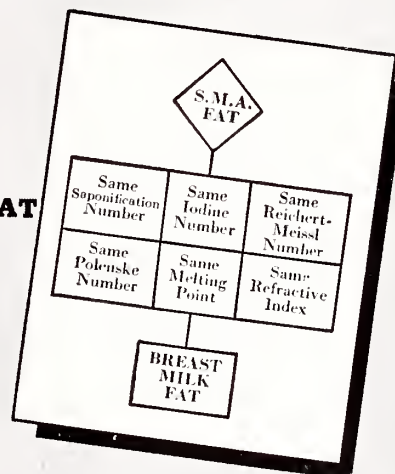 S.M.A.
FAT
AT
Same
Saponification
Number
Same
Iodine
Number
Same
Reichert-
Meissl
Number
Same
Polenske
Number
Same
Melting
Point
Same
Refractive
Index
BREAST
MILK
FAT